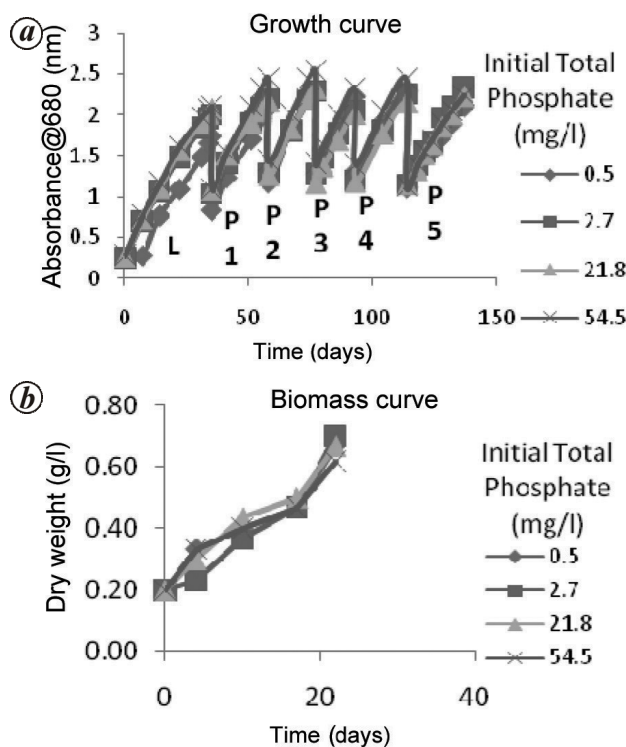 a
Growth curve
Absorbance@680 (nm)
3
2.5
2
1.5
1
0.5
0
L
P
1
P
2
P
3
P
4
P
5
0
50
100
150
Time (days)
Initial Total
Phosphate
(mg/l)
0.5
2.7
21.8
54.5
b
Biomass curve
Dry weight (g/l)
0.80
0.60
0.40
0.20
0.00
0
20
40
Time (days)
Initial Total
Phosphate
(mg/l)
0.5
2.7
21.8
54.5